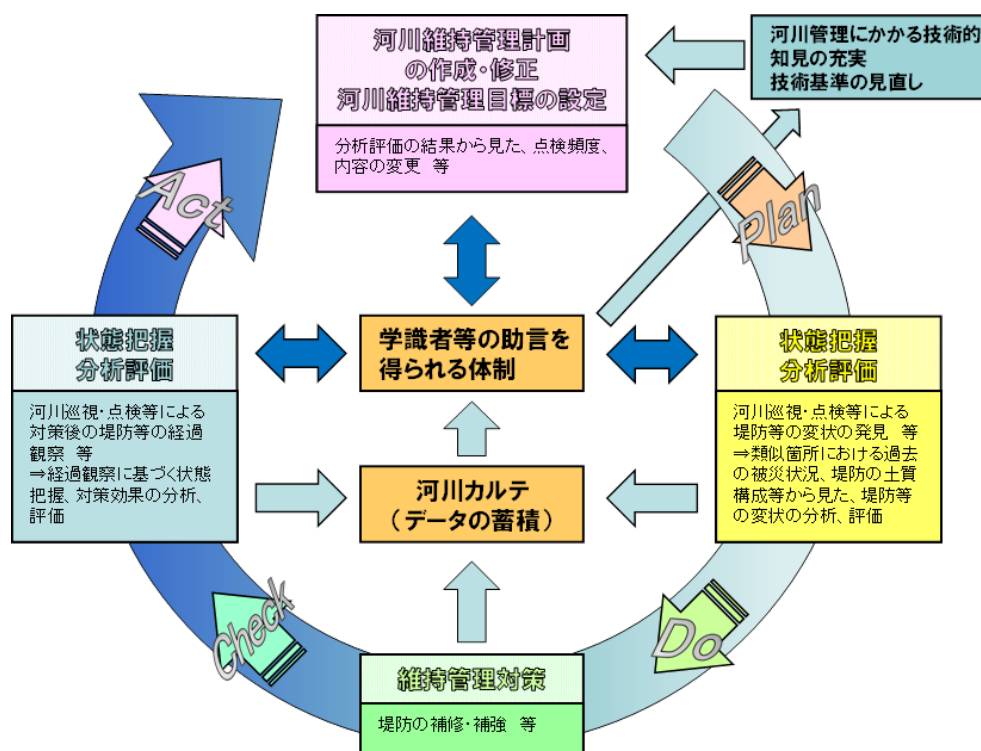 河川維持管理計画
の作成・修正
河川維持管理目標の設定
分析評価の結果から見た、点検頻度、
内容の変更 等
河川管理にかかる技術的
知見の充実
技術基準の見直し
Act
Plan
状態把握
分析評価
河川巡視・点検等による
対策後の堤防等の経過
観察 等
⇒経過観察に基づく状態
把握、対策効果の分析、
評価
学識者等の助言を
得られる体制
状態把握
分析評価
河川巡視・点検等による
堤防等の変状の発見 等
⇒類似箇所における過去
の被災状況、堤防の土質
構成等から見た、堤防等
の変状の分析、評価
河川カルテ
(データの蓄積)
Check
Do
維持管理対策
堤防の補修・補強 等